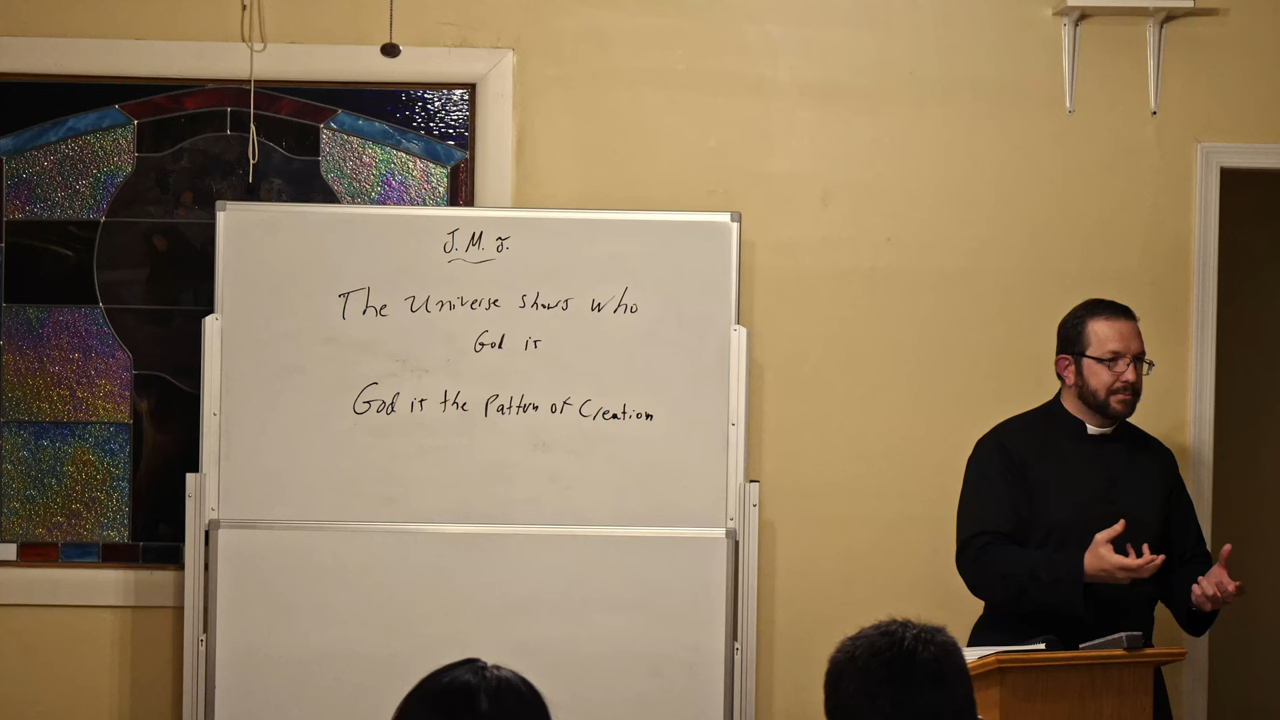 J. M. J.
The Universe shows who
God is
God is the Pattern of Creation